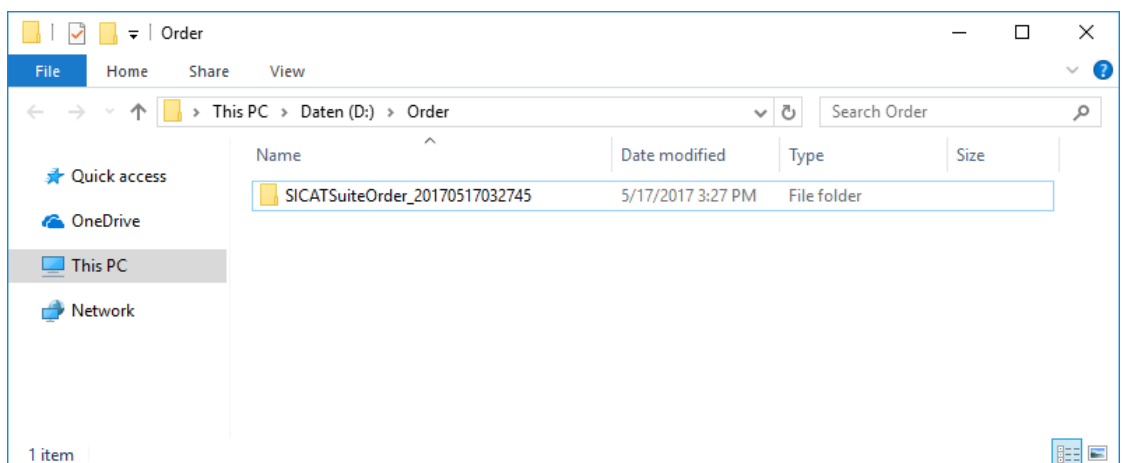 Order
File Home Share View
This PC > Daten (D:) > Order Search Order
Name Date modified Type Size
Quick access
SICATSuiteOrder_20170517032745 5/17/2017 3:27 PM File folder
OneDrive
This PC
Network
1 item